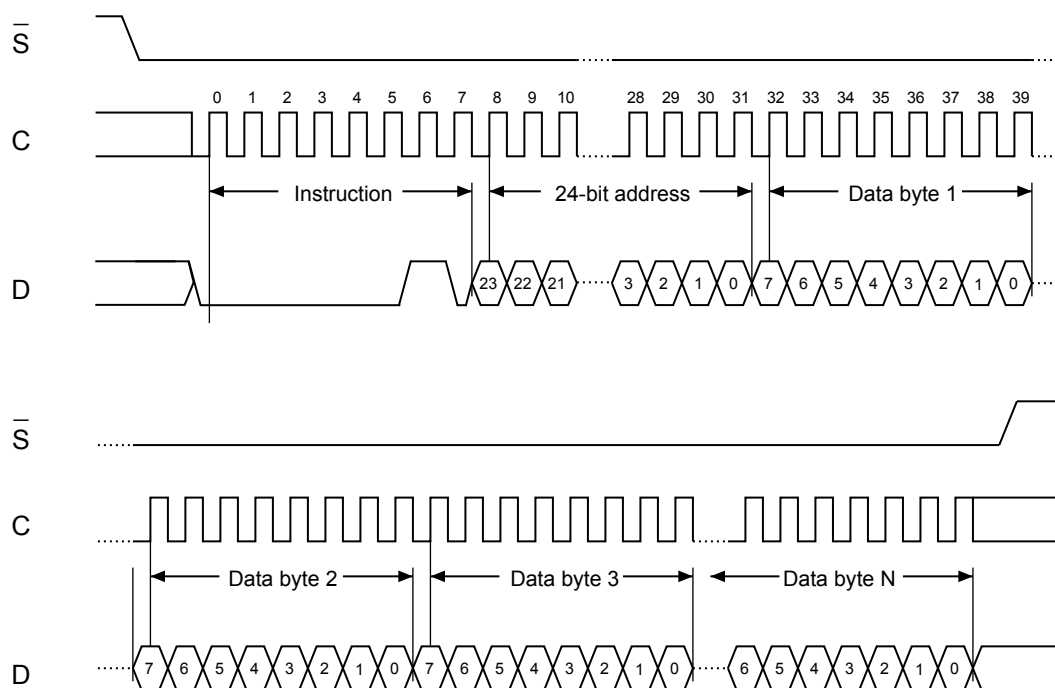 S̅
0 1 2 3 4 5 6 7 8 9 10 28 29 30 31 32 33 34 35 36 37 38 39
C
Instruction 24-bit address Data byte 1
D 23 22 21 3 2 1 0 7 6 5 4 3 2 1 0
S̅
C
Data byte 2 Data byte 3 Data byte N
D 7 6 5 4 3 2 1 0 7 6 5 4 3 2 1 0 6 5 4 3 2 1 0